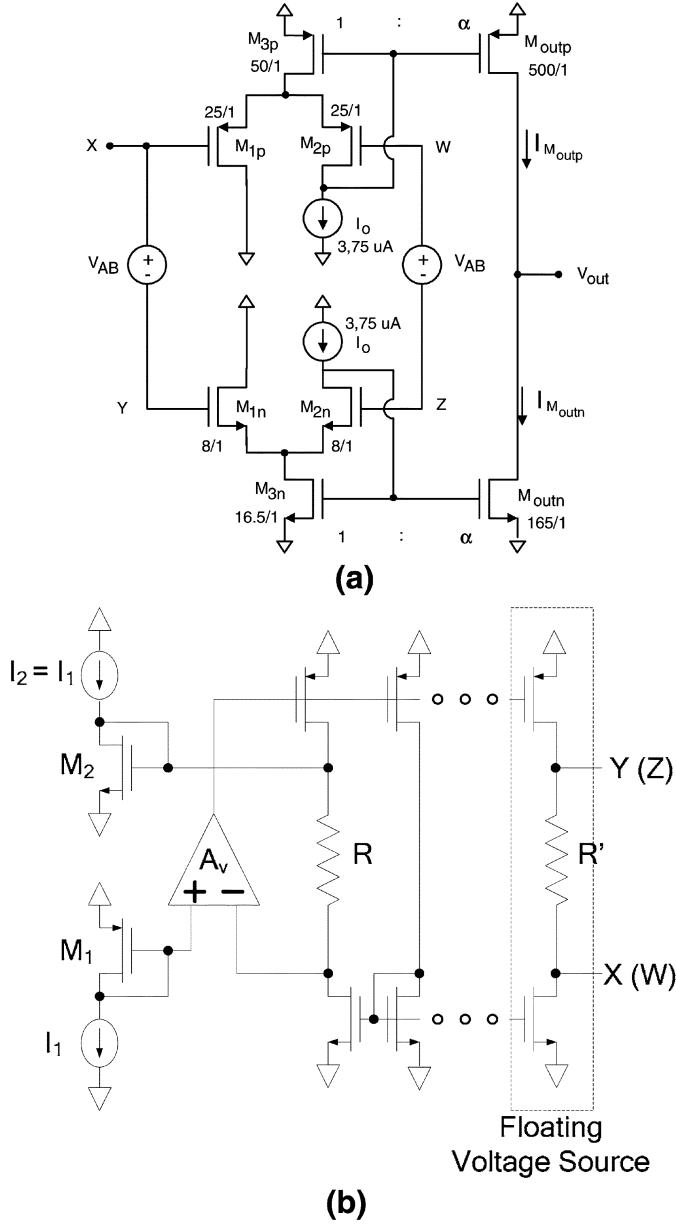 1 : α
M3p
Moutp
50/1
500/1
25/1
25/1
X
M1p
M2p
W
IMoutp
Io
3,75 uA
VAB
+
-
+
-
VAB
Vout
3,75 uA
Io
Y
M1n
M2n
Z
IMoutn
8/1
8/1
M3n
Moutn
16.5/1
165/1
1 : α
(a)
I2 = I1
M2
Y (Z)
R
R'
Av
+ −
M1
X (W)
I1
Floating
Voltage Source
(b)